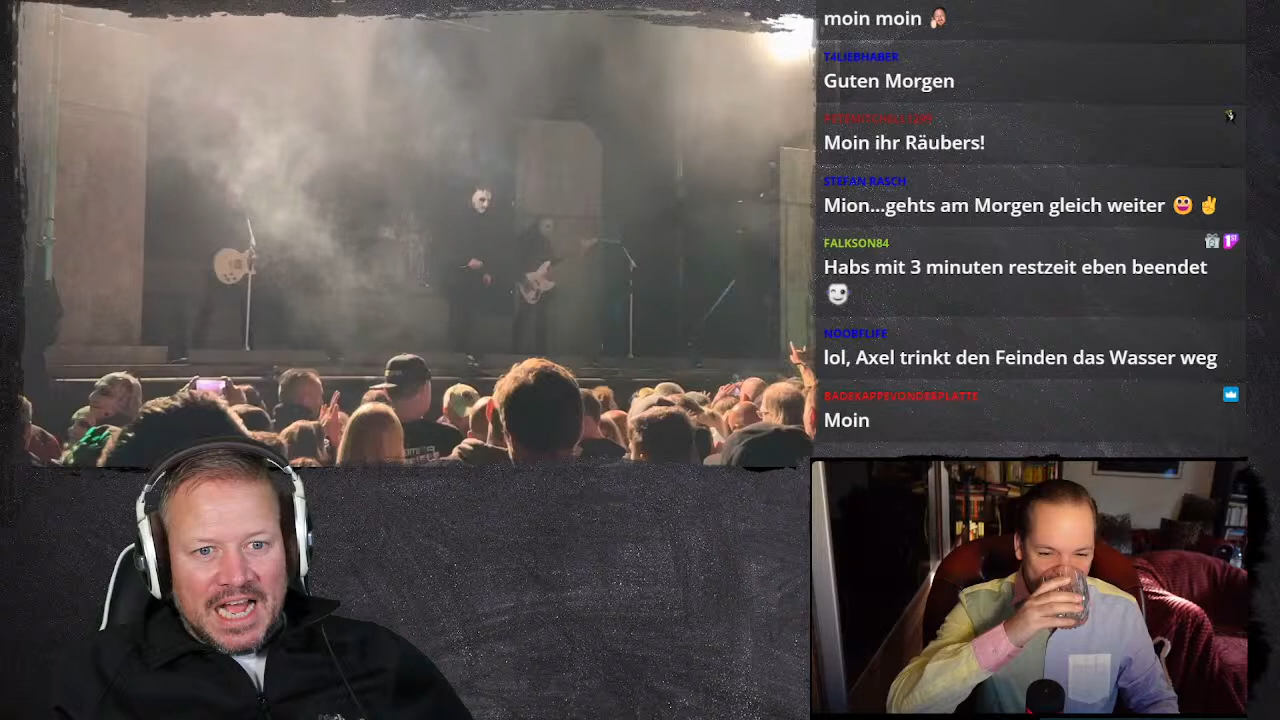 moin moin
T4LIEBHABER
Guten Morgen
Moin ihr Räubers!
STEFAN RASCH
Mion...gehts am Morgen gleich weiter 😀 ✌
FALKSON84
Habs mit 3 minuten restzeit eben beendet
NOOBFLIFE
lol, Axel trinkt den Feinden das Wasser weg
BADEKAPPEVONDERPLATTE
Moin